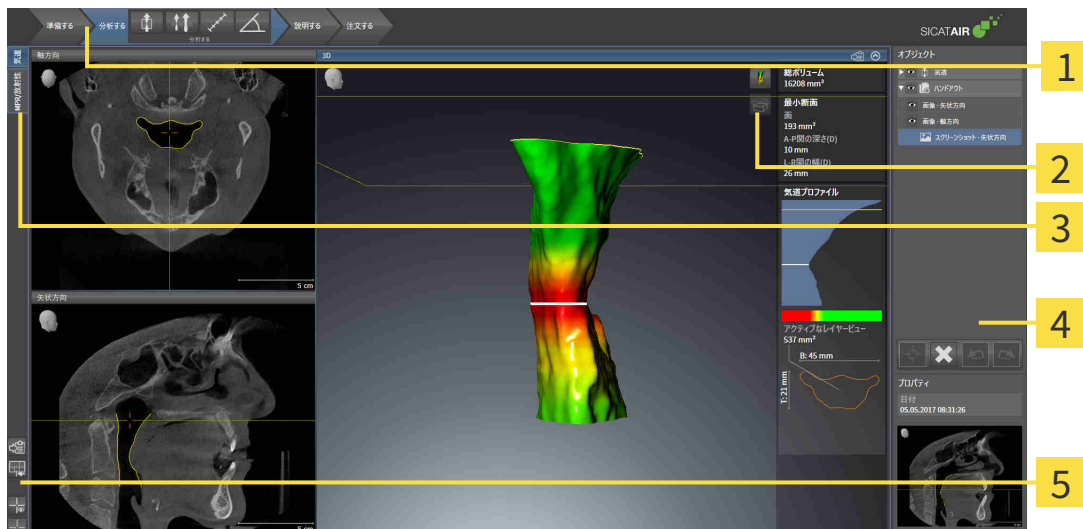 準備する
分析する
分析する
説明する
注文する
SICATAIR
気道
MPR/放射性
軸方向
5 cm
矢状方向
5 cm
3D
総ボリューム
16208 mm³
最小断面
面
193 mm²
A-P間の深さ(D)
10 mm
L-R間の幅(D)
26 mm
気道プロファイル
アクティブなレイヤービュー
537 mm²
B: 45 mm
T: 21 mm
オブジェクト
気道
ハンドアウト
画像 - 矢状方向
画像 - 軸方向
スクリーンショット - 矢状方向
プロパティ
日付
05.05.2017 08:31:26
1
2
3
4
5